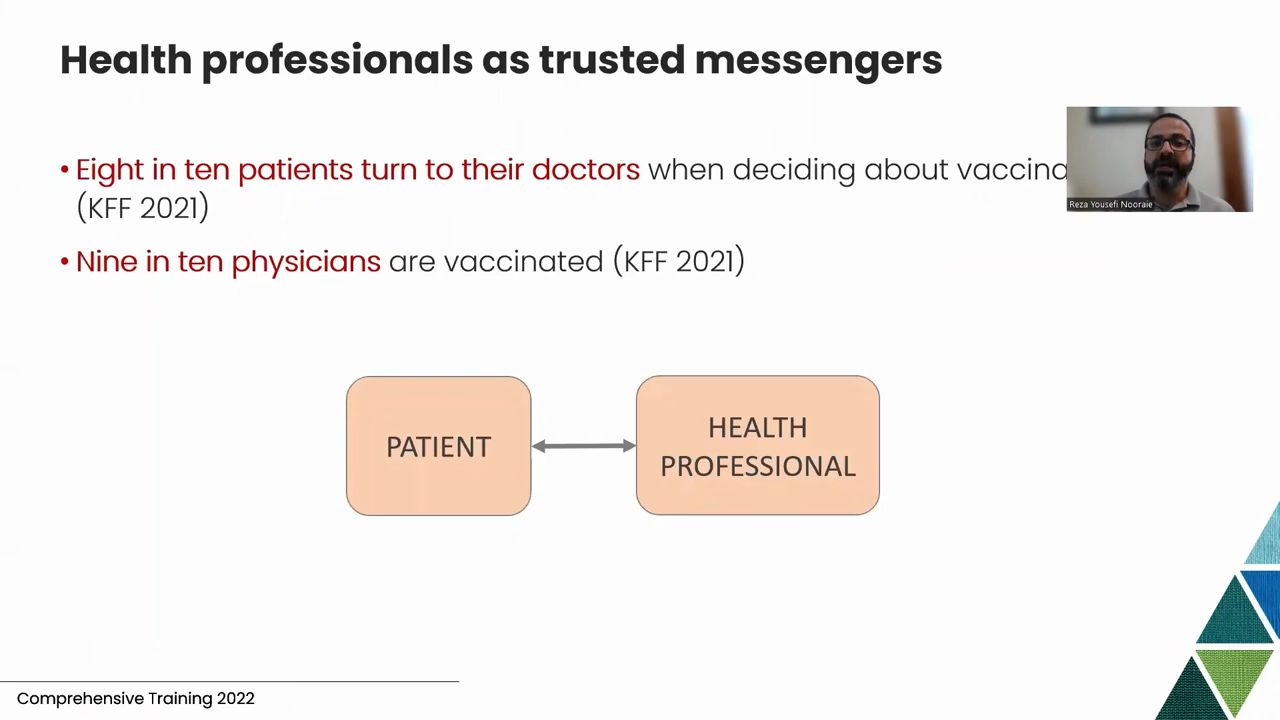 Health professionals as trusted messengers
• Eight in ten patients turn to their doctors when deciding about vaccina
(KFF 2021)
• Nine in ten physicians are vaccinated (KFF 2021)
Reza Yousefi Nooraie
PATIENT
HEALTH
PROFESSIONAL
Comprehensive Training 2022